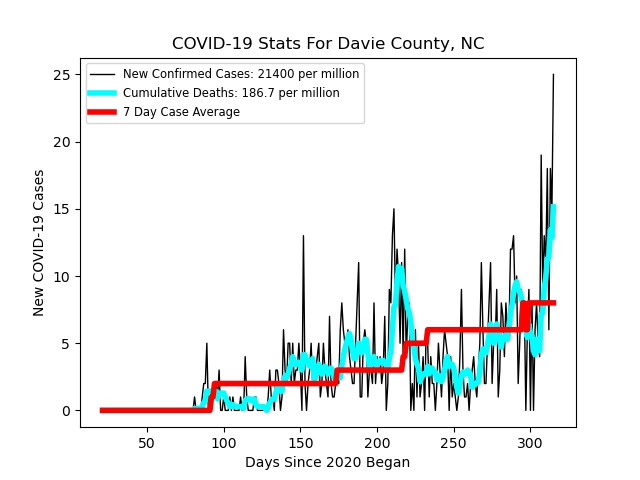 COVID-19 Stats For Davie County, NC
New Confirmed Cases: 21400 per million
Cumulative Deaths: 186.7 per million
7 Day Case Average
25
20
15
10
5
0
New COVID-19 Cases
50 100 150 200 250 300
Days Since 2020 Began